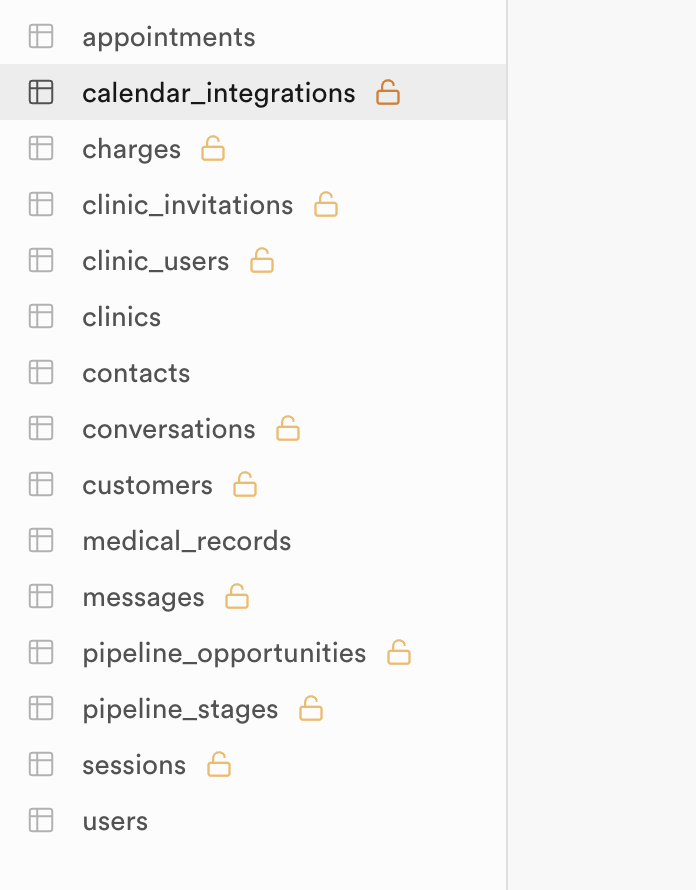 appointments
calendar_integrations
charges
clinic_invitations
clinic_users
clinics
contacts
conversations
customers
medical_records
messages
pipeline_opportunities
pipeline_stages
sessions
users